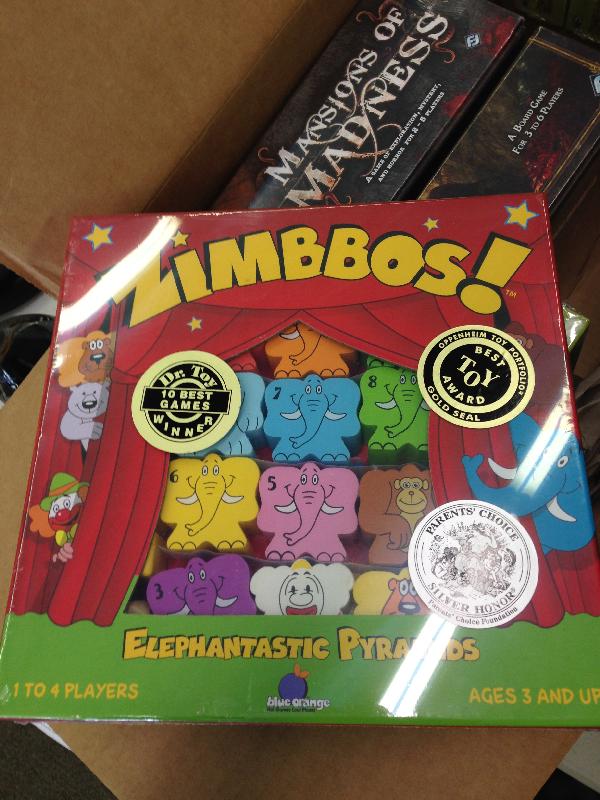 MANSIONS OF
MADNESS
A GAME OF EXPLORATION, MYSTERY,
AND HORROR FOR 2-5 PLAYERS
A BOARD GAME
FOR 3 TO 6 PLAYERS
ZIMBBOS!™
Dr. Toy
10 BEST
GAMES
WINNER
OPPENHEIM TOY PORTFOLIO
BEST
TOY
AWARD
GOLD SEAL
7
8
6
5
3
PARENTS' CHOICE
SILVER HONOR
Parents' Choice Foundation
ELEPHANTASTIC PYRAMIDS
1 TO 4 PLAYERS
blue orange
AGES 3 AND UP